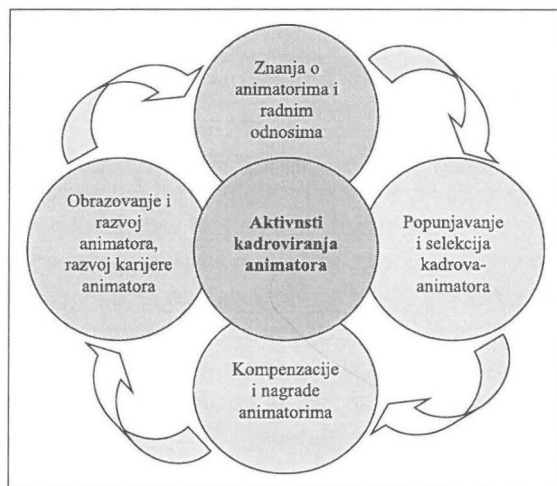 Znanja o
animatorima i
radnim
odnosima
Obrazovanje i
razvoj
animatora,
razvoj karijere
animatora
Aktivnsti
kadroviranja
animatora
Popunjavanje
i selekcija
kadrova-
animatora
Kompenzacije
i nagrade
animatorima